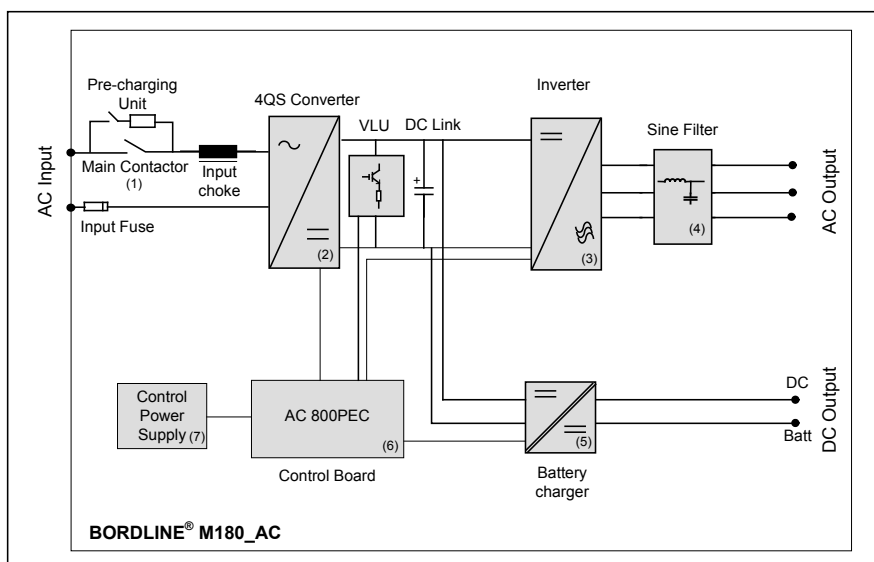 Pre-charging
Unit
4QS Converter
Inverter
VLU
DC Link
Sine Filter
AC Input
Main Contactor
(1)
Input
choke
+
Input Fuse
(2)
(3)
(4)
AC Output
Control
Power
Supply (7)
AC 800PEC
(6)
Control Board
(5)
Battery
charger
DC
Batt
DC Output
BORDLINE® M180_AC